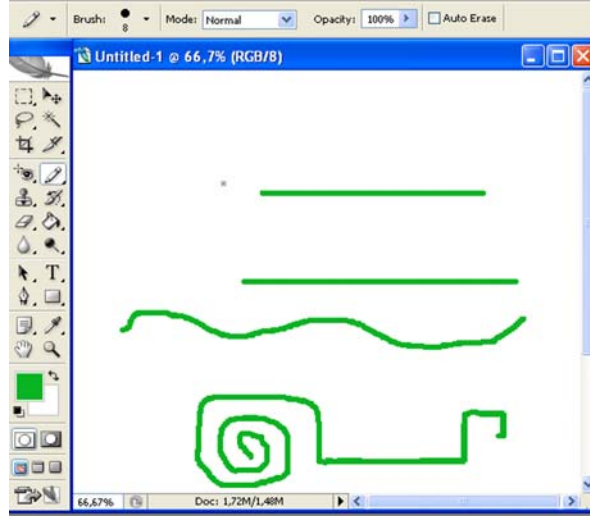 Brush: 8 Mode: Normal Opacity: 100% Auto Erase
Untitled-1 @ 66,7% (RGB/8)
T
66,67% Doc: 1,72M/1,48M